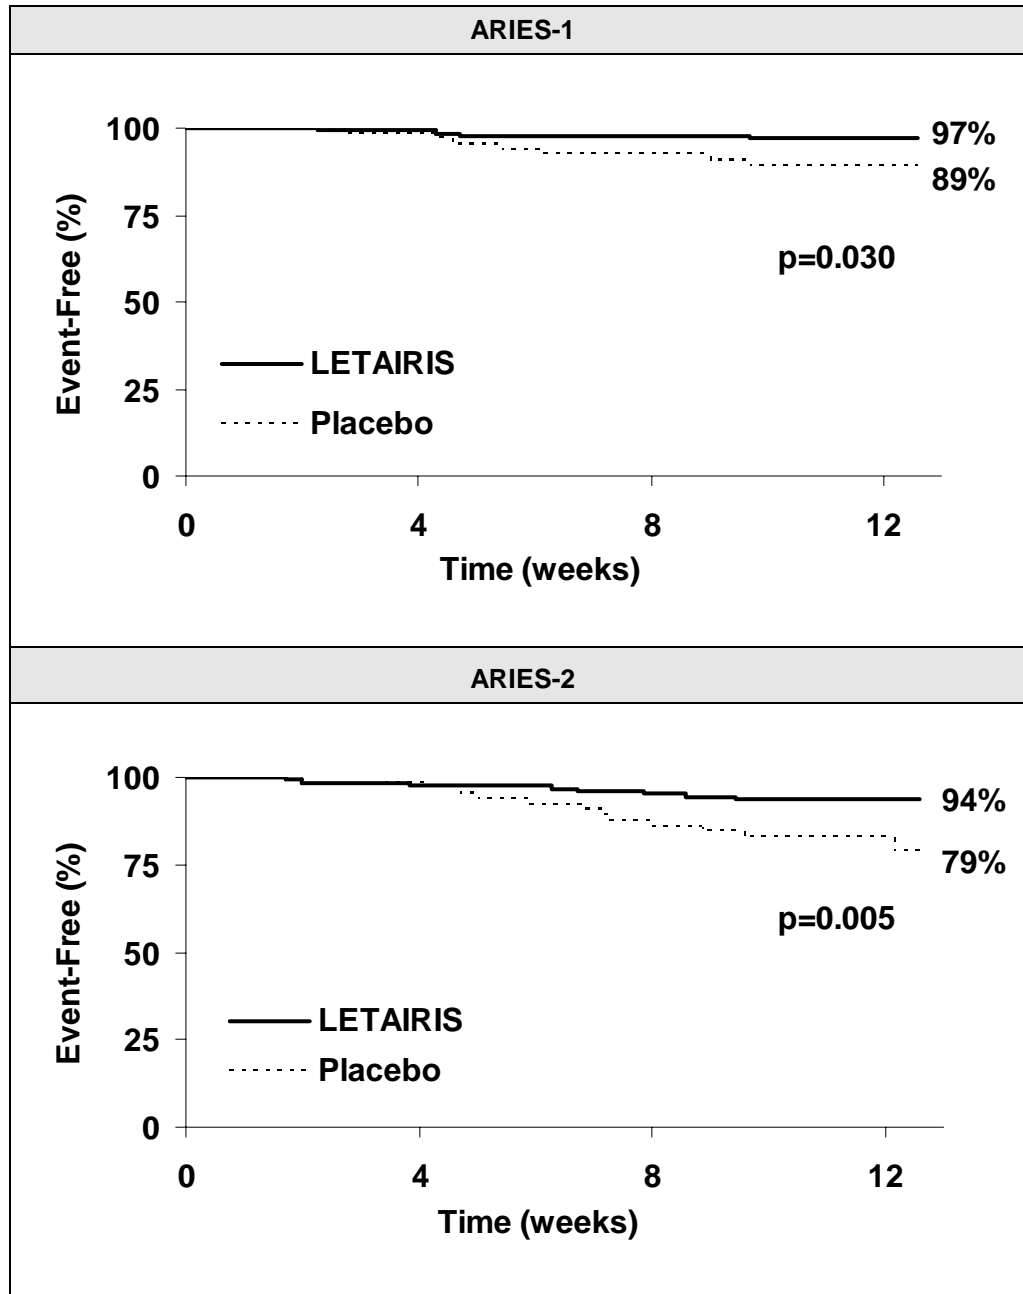 ARIES-1
100
97%
89%
75
p=0.030
50
LETAIRIS
25
Placebo
0
Event-Free (%)
0 4 8 12
Time (weeks)
ARIES-2
100
94%
79%
75
p=0.005
50
LETAIRIS
25
Placebo
0
Event-Free (%)
0 4 8 12
Time (weeks)